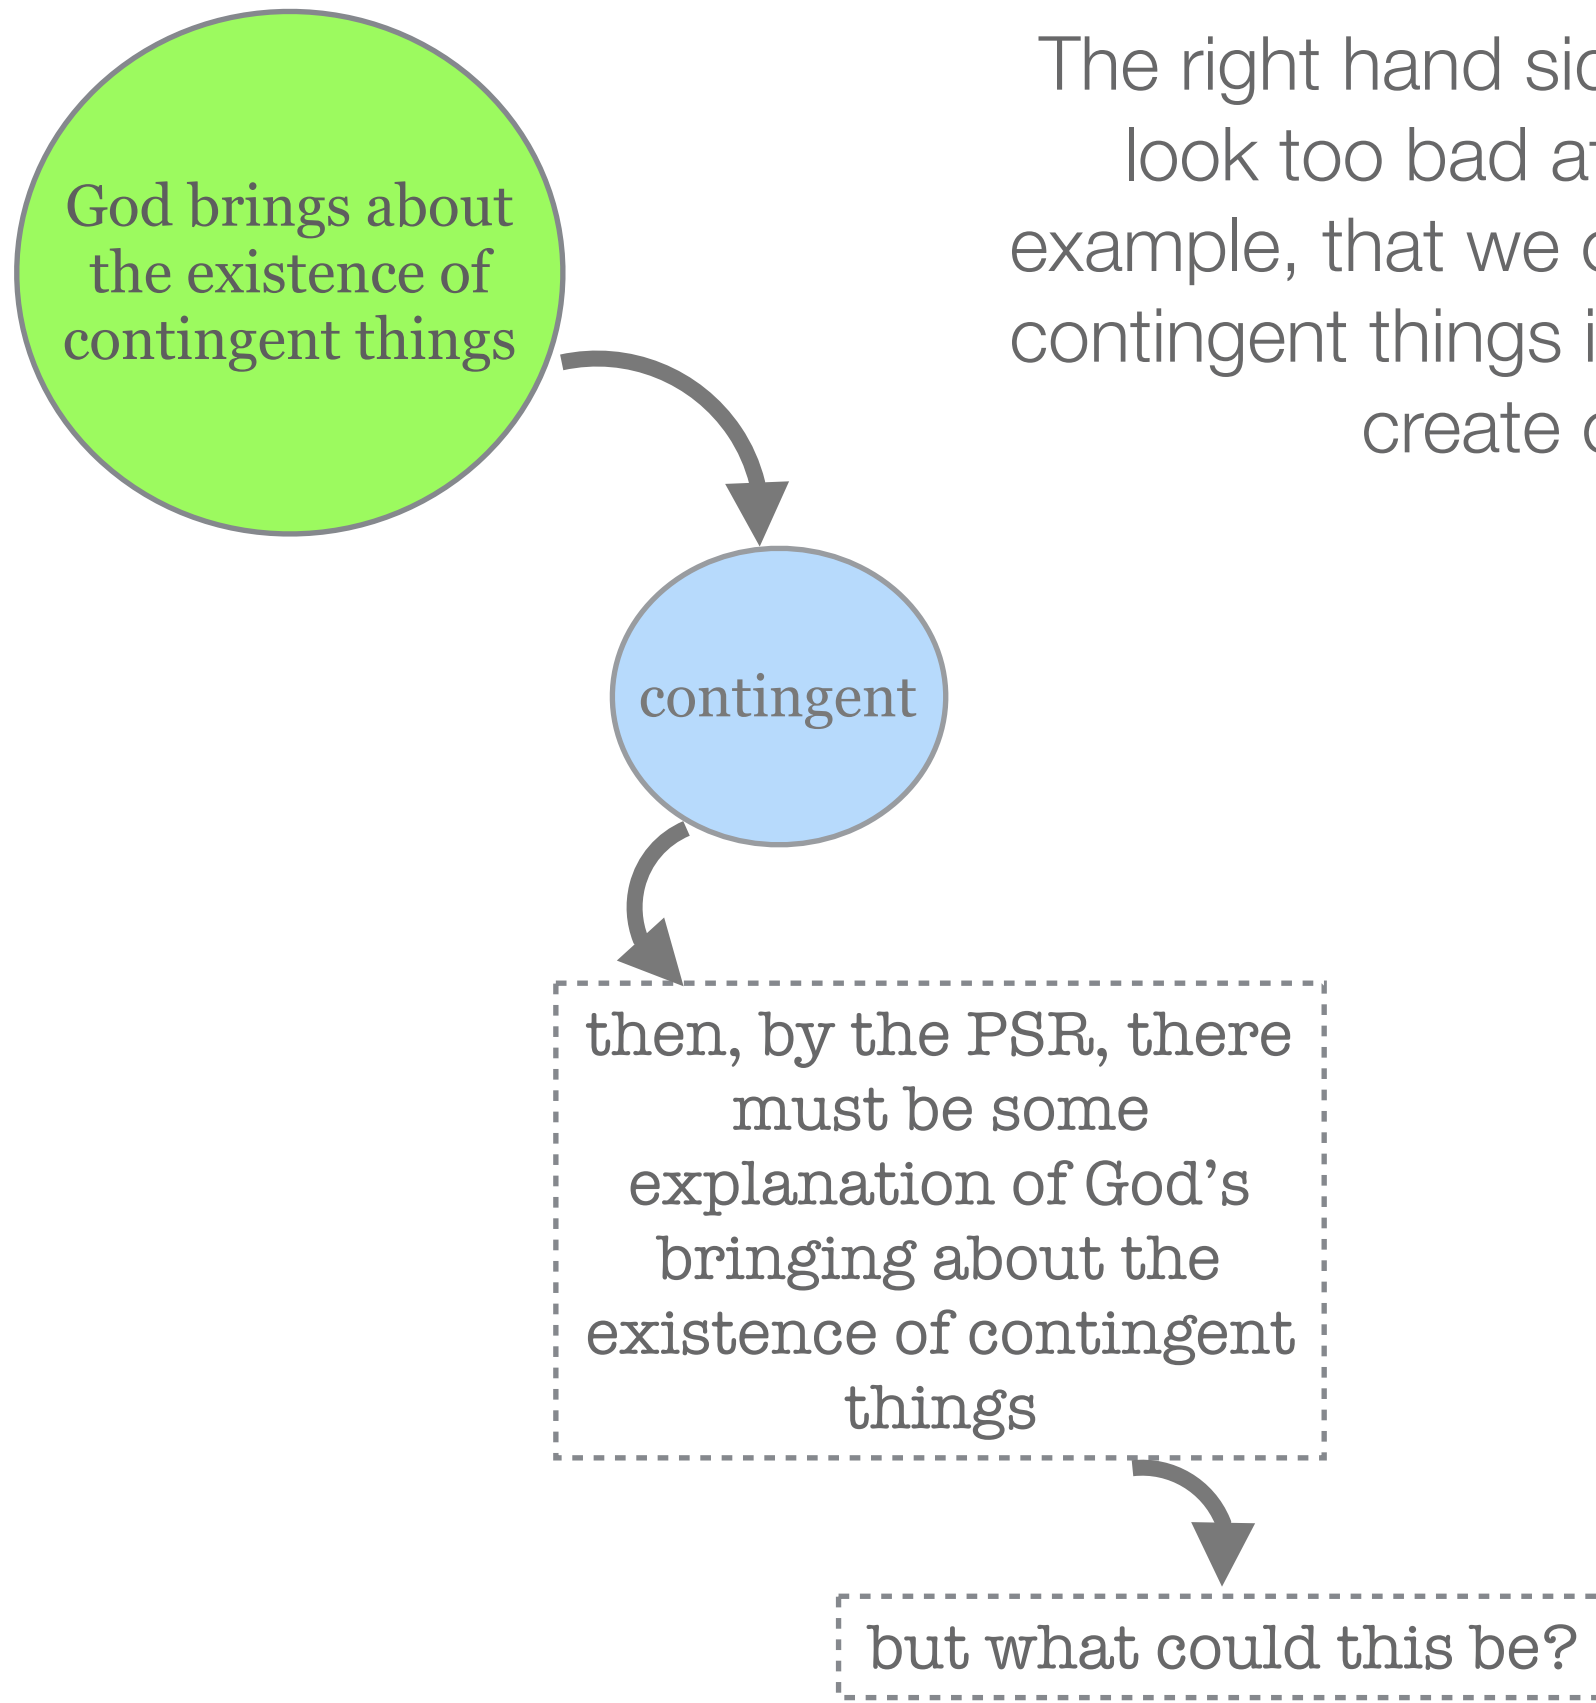 The right hand
look too bad
example, that we
contingent things
create
God brings about
the existence of
contingent things
contingent
then, by the PSR, there
must be some
explanation of God’s
bringing about the
existence of contingent
things
but what could this be?